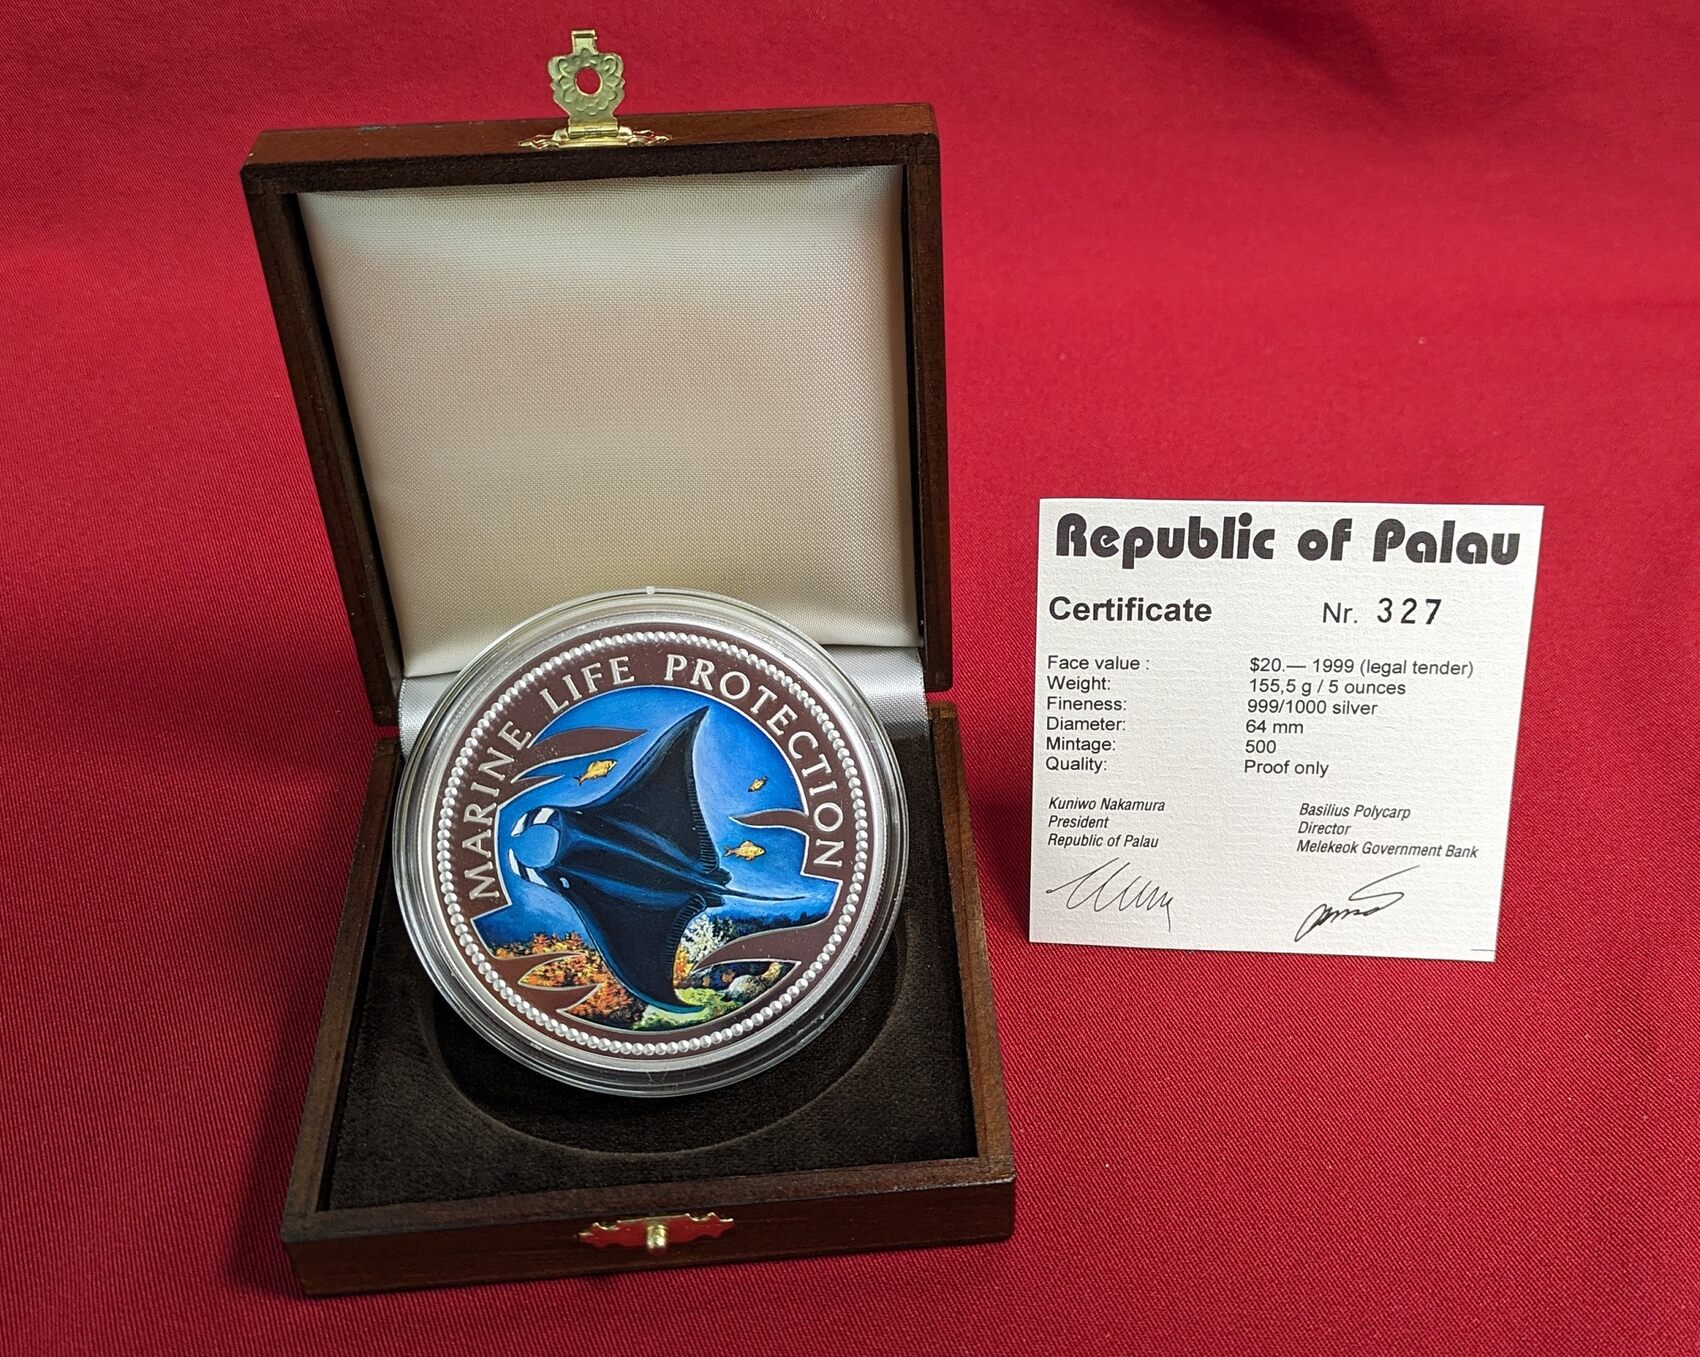 MARINE LIFE PROTECTION
Republic of Palau
Certificate Nr. 327
Face value : $20.— 1999 (legal tender)
Weight: 155,5 g / 5 ounces
Fineness: 999/1000 silver
Diameter: 64 mm
Mintage: 500
Quality: Proof only
Kuniwo Nakamura Basilius Polycarp
President Director
Republic of Palau Melekeok Government Bank